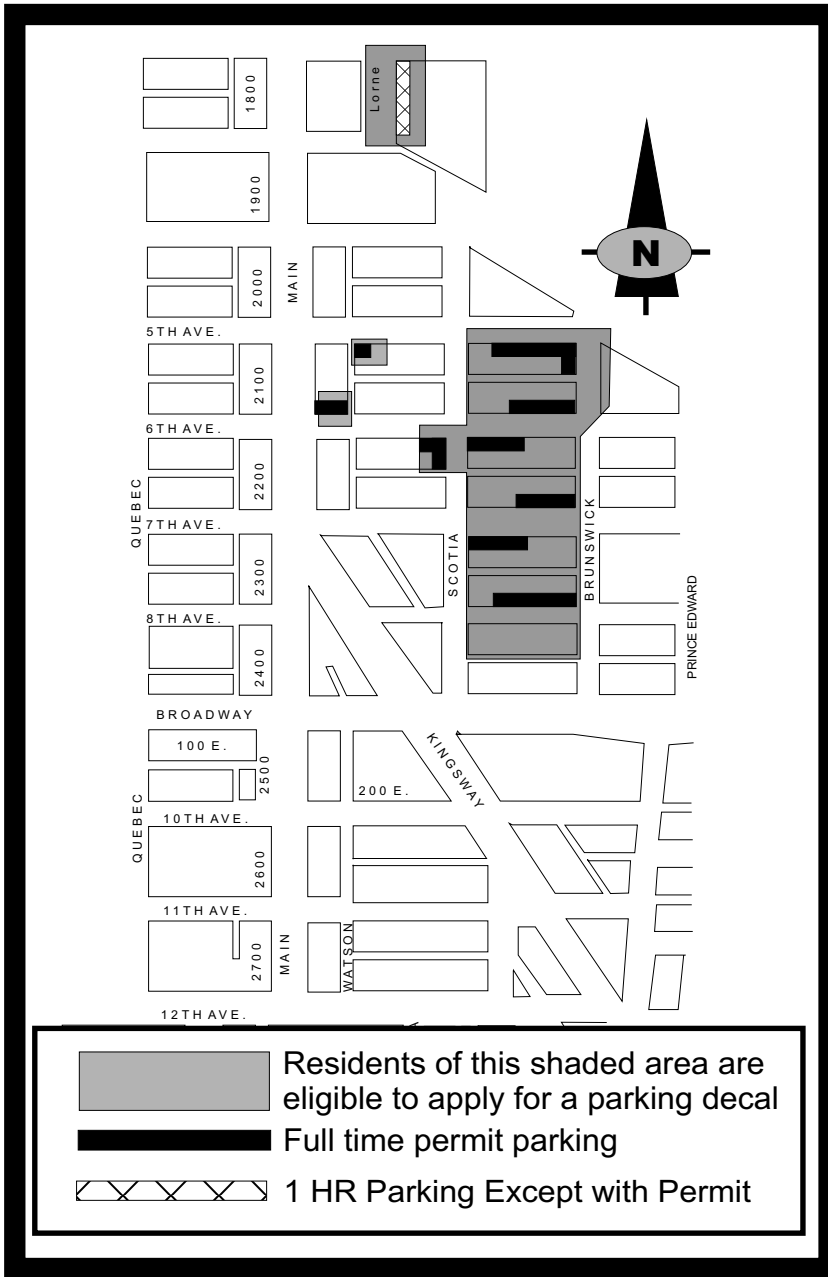 Lorne
1800
1900
N
2000
MAIN
5TH AVE.
2100
6TH AVE.
2200
QUEBEC
7TH AVE.
SCOTIA
BRUNSWICK
2300
PRINCE EDWARD
8TH AVE.
2400
BROADWAY
100 E.
KINGSWAY
2500
200 E.
QUEBEC
10TH AVE.
2600
11TH AVE.
2700
MAIN
WATSON
12TH AVE.
Residents of this shaded area are
eligible to apply for a parking decal
Full time permit parking
1 HR Parking Except with Permit